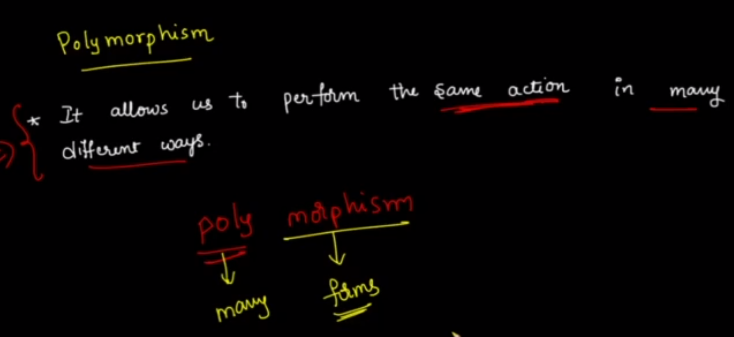 Polymorphism
* It allows us to perform the same action in many
different ways.
poly morphism
many forms